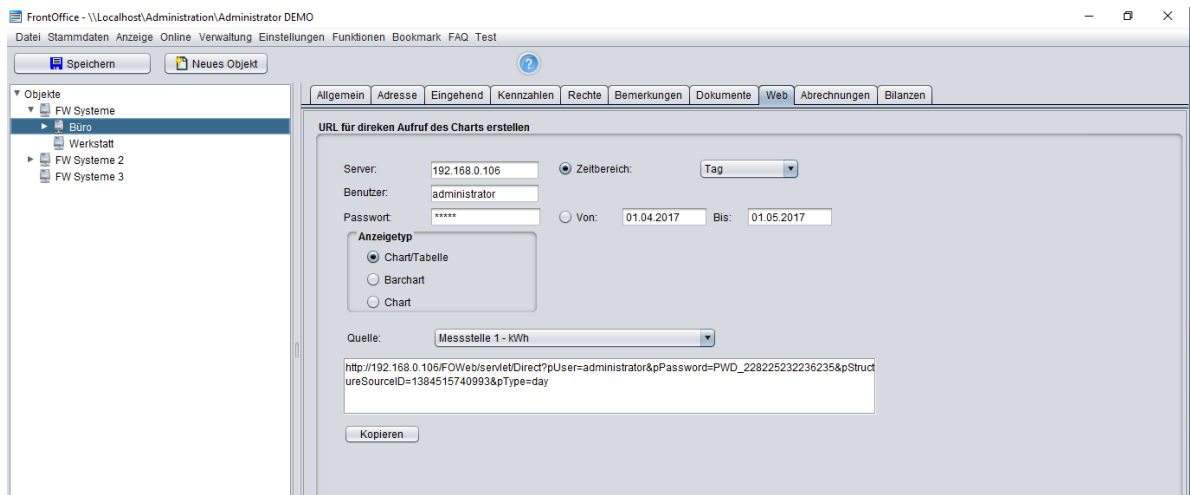 FrontOffice - \\Localhost\Administration\Administrator DEMO
Datei Stammdaten Anzeige Online Verwaltung Einstellungen Funktionen Bookmark FAQ Test
Speichern Neues Objekt ?
Objekte
FW Systeme
Büro
Werkstatt
FW Systeme 2
FW Systeme 3
Allgemein Adresse Eingehend Kennzahlen Rechte Bemerkungen Dokumente Web Abrechnungen Bilanzen
URL für direken Aufruf des Charts erstellen
Server: 192.168.0.106 Zeitbereich: Tag
Benutzer: administrator
Passwort: ***** Von: 01.04.2017 Bis: 01.05.2017
Anzeigetyp
Chart/Tabelle
Barchart
Chart
Quelle: Messstelle 1 - kWh
http://192.168.0.106/FOWeb/servlet/Direct?pUser=administrator&pPassword=PWD_228225232236235&pStruct
ureSourceID=1384515740993&pType=day
Kopieren